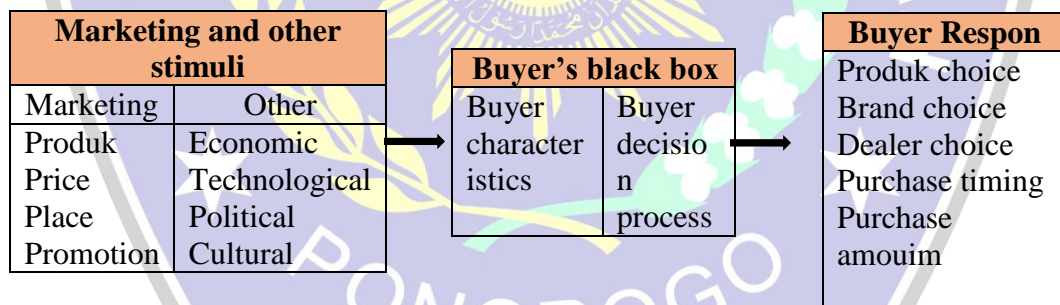 Marketing and other
stimuli
Marketing
Other
Produk
Economic
Price
Technological
Place
Political
Promotion
Cultural
Buyer's black box
Buyer
character
istics
Buyer
decisio
n
process
Buyer Respon
Produk choice
Brand choice
Dealer choice
Purchase timing
Purchase
amouim
PONOROGO